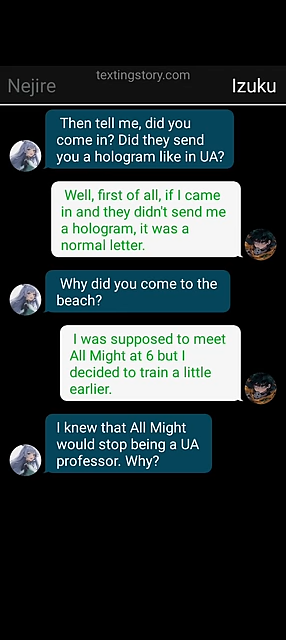 textingstory.com
Nejire
Izuku
Then tell me, did you
come in? Did they send
you a hologram like in UA?
Well, first of all, if I came
in and they didn't send me
a hologram, it was a
normal letter.
Why did you come to the
beach?
I was supposed to meet
All Might at 6 but I
decided to train a little
earlier.
I knew that All Might
would stop being a UA
professor. Why?